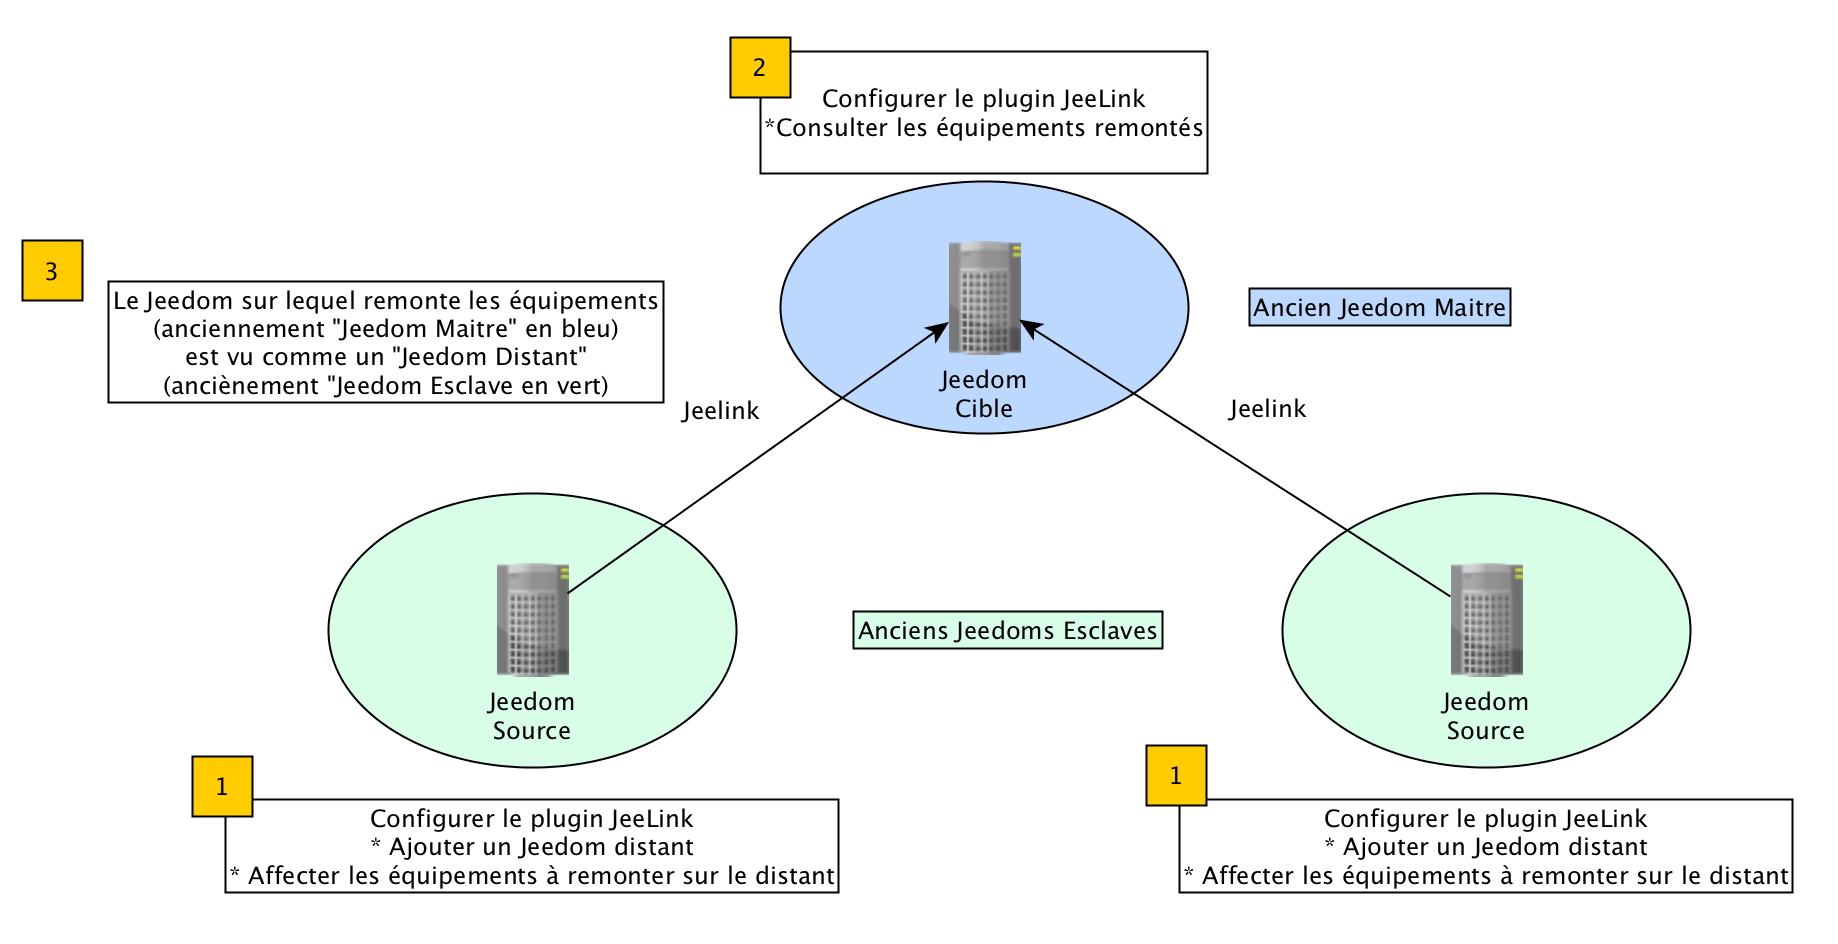 2
Configurer le plugin JeeLink
*Consulter les équipements remontés
3
Le Jeedom sur lequel remonte les équipements
(anciennement "Jeedom Maitre" en bleu)
est vu comme un "Jeedom Distant"
(anciènement "Jeedom Esclave en vert)
Ancien Jeedom Maitre
Jeedom
Cible
Jeelink
Jeelink
Anciens Jeedoms Esclaves
Jeedom
Source
Jeedom
Source
1
Configurer le plugin JeeLink
* Ajouter un Jeedom distant
* Affecter les équipements à remonter sur le distant
1
Configurer le plugin JeeLink
* Ajouter un Jeedom distant
* Affecter les équipements à remonter sur le distant